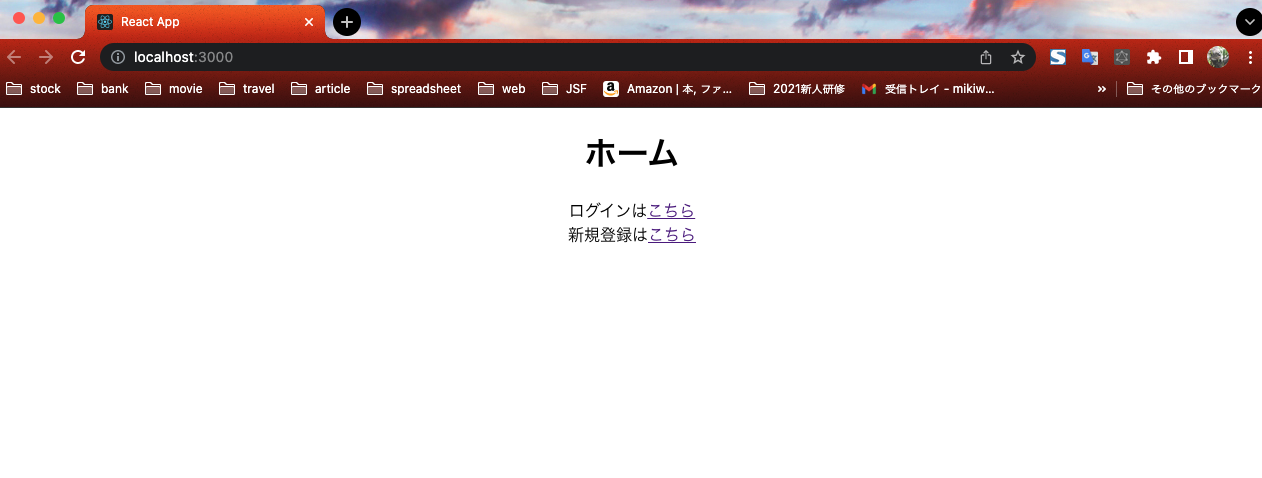 React App
localhost:3000
stock bank movie travel article spreadsheet web JSF Amazon | 本, ファ... 2021新人研修 受信トレイ - mikiw... » その他のブックマーク
ホーム
ログインはこちら
新規登録はこちら